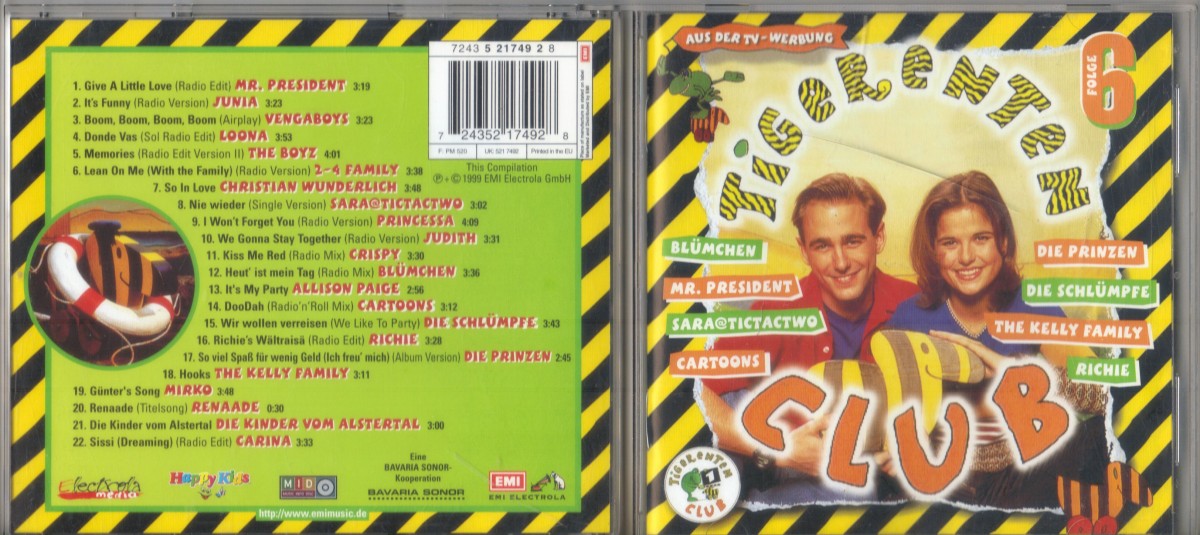 7243 5 21749 2 8
EMI
7 24352 17492 8
F: PM 520
UK: 521 7492
Printed in the EU
This Compilation
℗+© 1999 EMI Electrola GmbH
1. Give A Little Love (Radio Edit) MR. PRESIDENT 3:19
2. It's Funny (Radio Version) JUNIA 3:23
3. Boom, Boom, Boom, Boom (Airplay) VENGABOYS 3:23
4. Donde Vas (Sol Radio Edit) LOONA 3:53
5. Memories (Radio Edit Version II) THE BOYZ 4:01
6. Lean On Me (With the Family) (Radio Version) 2-4 FAMILY 3:38
7. So In Love CHRISTIAN WUNDERLICH 3:48
8. Nie wieder (Single Version) SARA@TICTACTWO 3:02
9. I Won't Forget You (Radio Version) PRINCESSA 4:09
10. We Gonna Stay Together (Radio Version) JUDITH 3:31
11. Kiss Me Red (Radio Mix) CRISPY 3:30
12. Heut' ist mein Tag (Radio Mix) BLÜMCHEN 3:36
13. It's My Party ALLISON PAIGE 2:56
14. DooDah (Radio'n'Roll Mix) CARTOONS 3:12
15. Wir wollen verreisen (We Like To Party) DIE SCHLÜMPFE 3:43
16. Richie's Wältraisä (Radio Edit) RICHIE 3:28
17. So viel Spaß für wenig Geld (Ich freu' mich) (Album Version) DIE PRINZEN 2:45
18. Hooks THE KELLY FAMILY 3:11
19. Günter's Song MIRKO 3:48
20. Renaade (Titelsong) RENAADE 0:30
21. Die Kinder vom Alstertal DIE KINDER VOM ALSTERTAL 3:00
22. Sissi (Dreaming) (Radio Edit) CARINA 3:33
Electrola
media
Happy Kids
MID
Eine
BAVARIA SONOR-
Kooperation
BAVARIA SONOR
EMI
EMI ELECTROLA
http://www.emimusic.de
AUS DER TV-WERBUNG
FOLGE 6
TIGERENTEN
BLÜMCHEN
MR. PRESIDENT
SARA@TICTACTWO
CARTOONS
DIE PRINZEN
DIE SCHLÜMPFE
THE KELLY FAMILY
RICHIE
CLUB
TIGERENTEN
1
CLUB